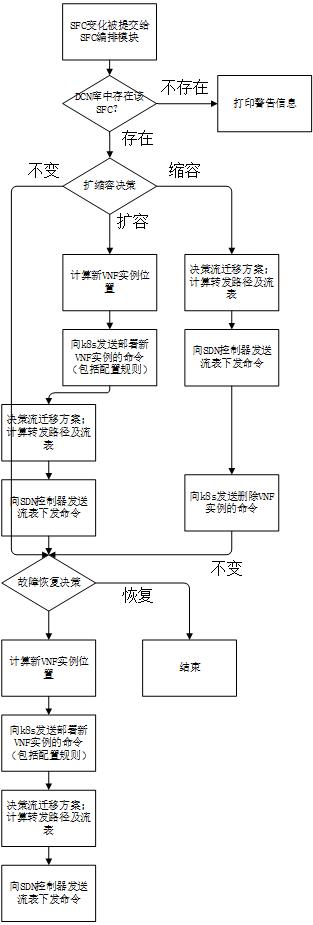 SFC变化被提交给
SFC编排模块
DCN库中存在该
SFC?
不存在
打印警告信息
存在
不变
扩缩容决策
缩容
扩容
计算新VNF实例位
置
决策流迁移方案;
计算转发路径及流
表
向k8s发送部署新
VNF实例的命令
(包括配置规则)
向SDN控制器发送
流表下发命令
决策流迁移方案;
计算转发路径及流
表
向SDN控制器发送
流表下发命令
向k8s发送删除VNF
实例的命令
不变
故障恢复决策
恢复
计算新VNF实例位
置
结束
向k8s发送部署新
VNF实例的命令
(包括配置规则)
决策流迁移方案;
计算转发路径及流
表
向SDN控制器发送
流表下发命令